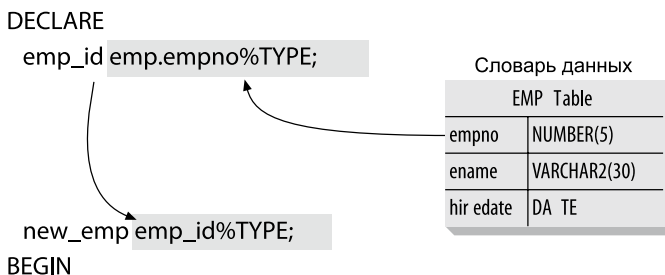 DECLARE
emp_id emp.empno%TYPE;
new_emp emp_id%TYPE;
BEGIN
Словарь данных
EMP Table
empno NUMBER(5)
ename VARCHAR2(30)
hir edate DA TE